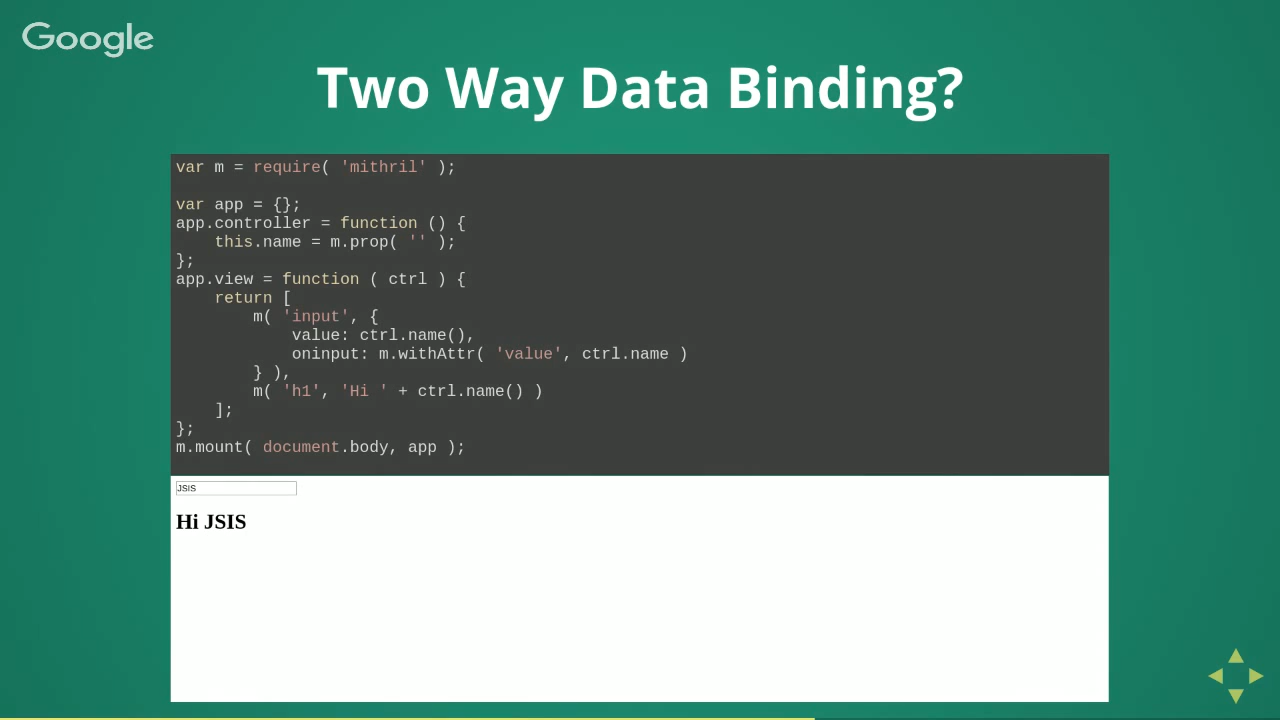 Google
Two Way Data Binding?
var m = require( 'mithril' );
var app = {};
app.controller = function () {
    this.name = m.prop( '' );
};
app.view = function ( ctrl ) {
    return [
        m( 'input', {
            value: ctrl.name(),
            oninput: m.withAttr( 'value', ctrl.name )
        } ),
        m( 'h1', 'Hi ' + ctrl.name() )
    ];
};
m.mount( document.body, app );
JSIS
Hi JSIS